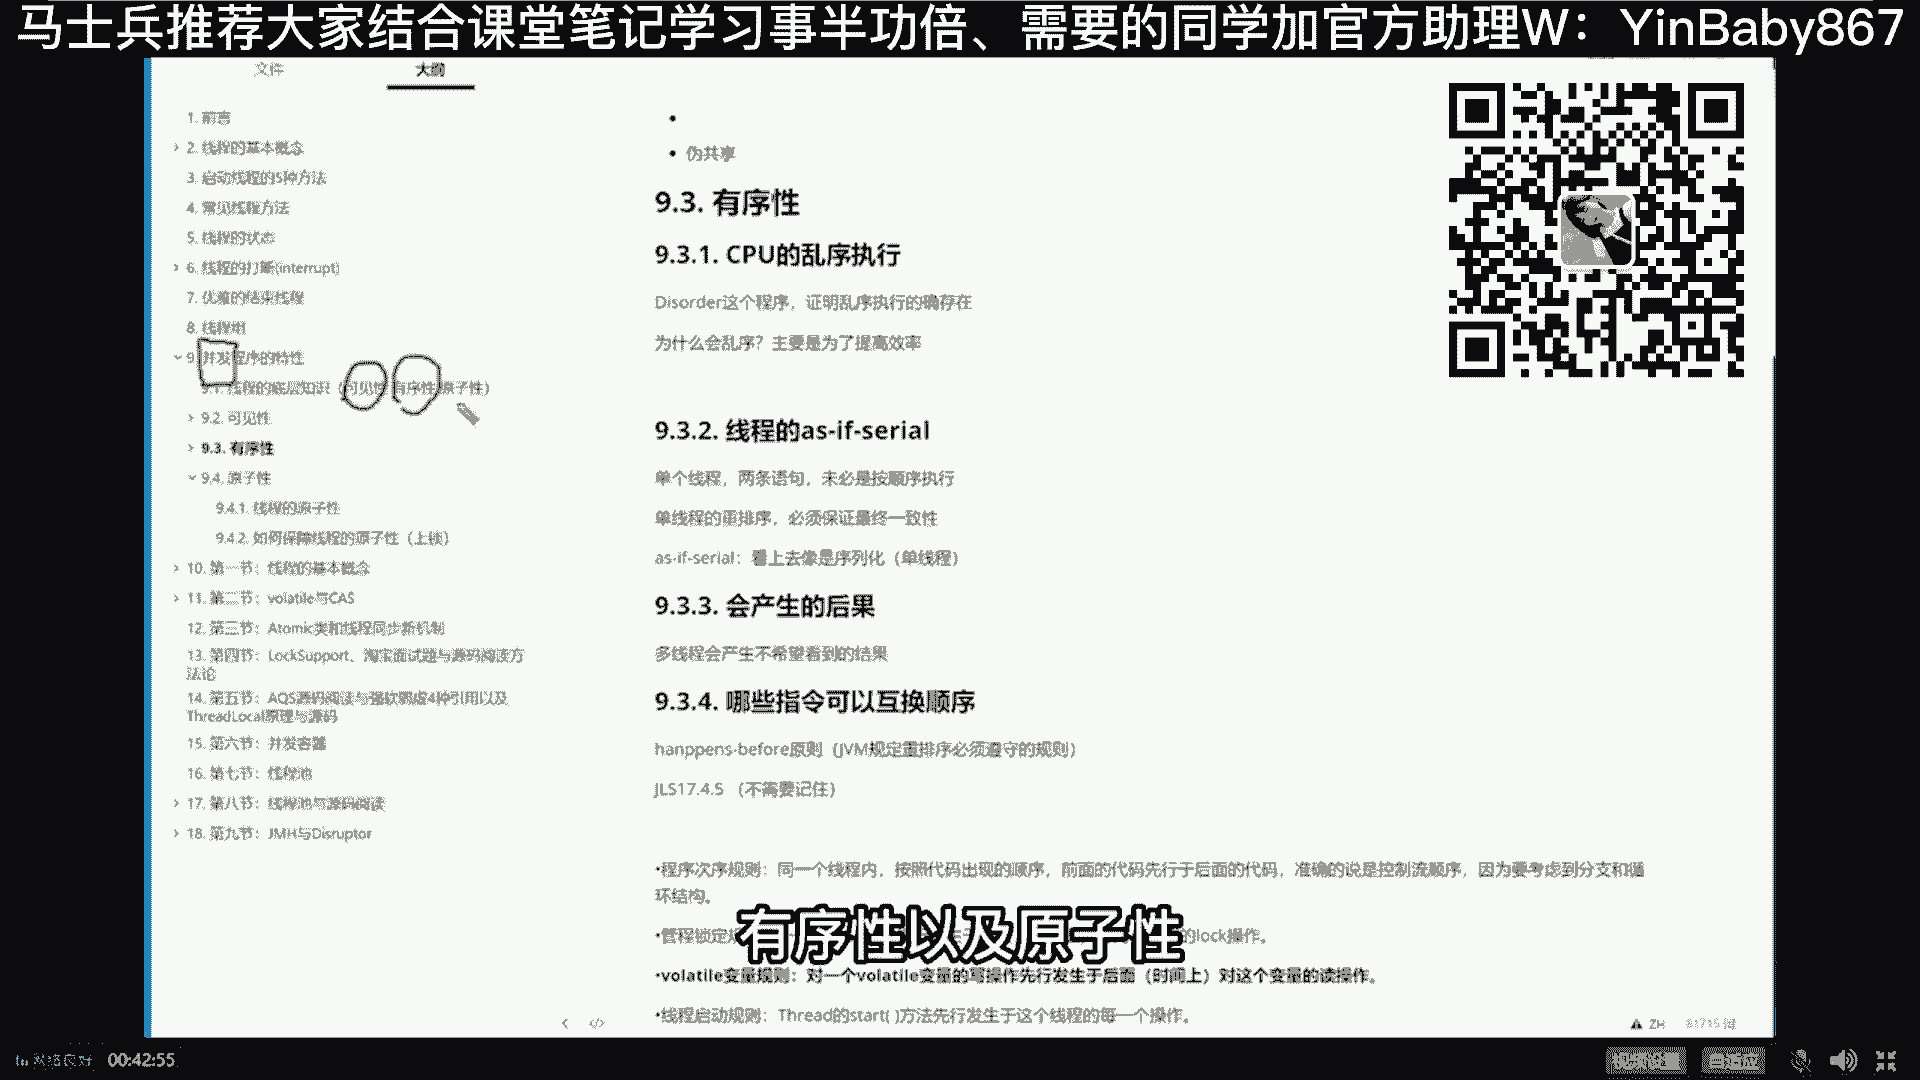 马士兵推荐大家结合课堂笔记学习事半功倍、需要的同学加官方助理W：YinBaby867
文件
大纲
1. 前言
2. 线程的基本概念
3. 启动线程的5种方法
4. 常见线程方法
5. 线程的状态
6. 线程的打断(interrupt)
7. 优雅的结束线程
8. 线程组
9. 并发程序的特性
9.1. 线程的底层知识（可见性 有序性 原子性）
9.2. 可见性
9.3. 有序性
9.4. 原子性
9.4.1. 线程的原子性
9.4.2. 如何保障线程的原子性（上锁）
10. 第一节：线程的基本概念
11. 第二节：volatile与CAS
12. 第三节：Atomic类和线程同步新机制
13. 第四节：LockSupport、淘宝面试题与源码阅读方
法论
14. 第五节：AQS源码阅读与强软弱虚4种引用以及
ThreadLocal原理与源码
15. 第六节：并发容器
16. 第七节：线程池
17. 第八节：线程池与源码阅读
18. 第九节：JMH与Disruptor
伪共享
9.3. 有序性
9.3.1. CPU的乱序执行
Disorder这个程序，证明乱序执行的确存在
为什么会乱序？主要是为了提高效率
9.3.2. 线程的as-if-serial
单个线程，两条语句，未必是按顺序执行
单线程的重排序，必须保证最终一致性
as-if-serial：看上去像是序列化（单线程）
9.3.3. 会产生的后果
多线程会产生不希望看到的结果
9.3.4. 哪些指令可以互换顺序
hanppens-before原则（JVM规定重排序必须遵守的规则）
JLS17.4.5 （不需要记住）
•程序次序规则：同一个线程内，按照代码出现的顺序，前面的代码先行于后面的代码，准确的说是控制流顺序，因为要考虑到分支和循
环结构。
•管程锁定规 的lock操作。
有序性以及原子性
•volatile变量规则：对一个volatile变量的写操作先行发生于后面（时间上）对这个变量的读操作。
•线程启动规则：Thread的start( )方法先行发生于这个线程的每一个操作。
ZH
00:42:55
视频设置
自适应